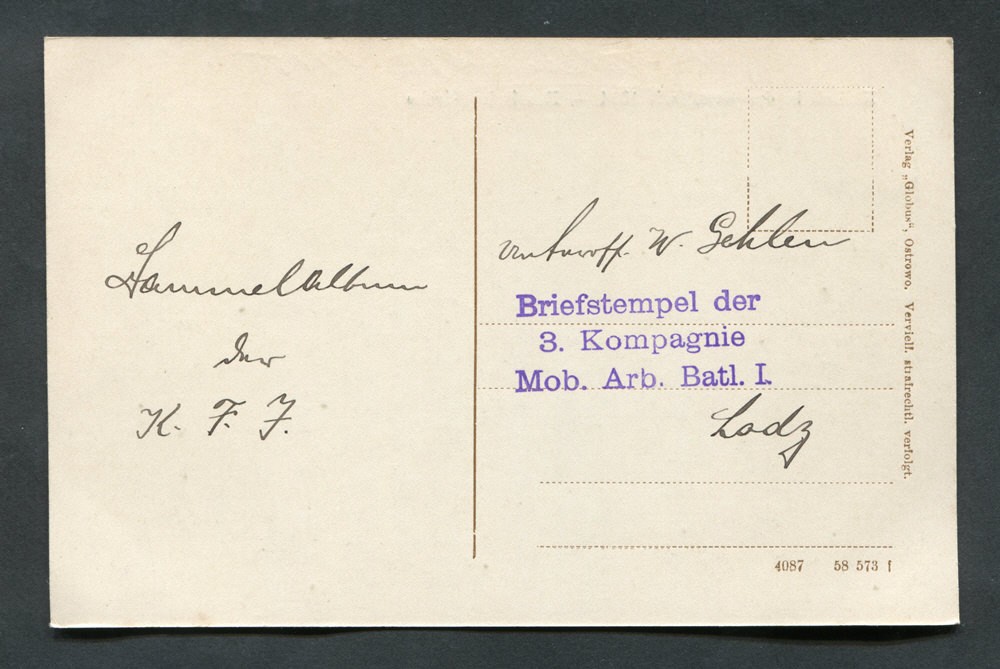 Sammelalbum
der
K. F. J.
Unteroff. W. Gehlen
Briefstempel der
3. Kompagnie
Mob. Arb. Batl. I.
Lodz
Verlag „Globus“, Ostrowo. Vervielf. strafrechtl. verfolgt.
4087 58 573 f